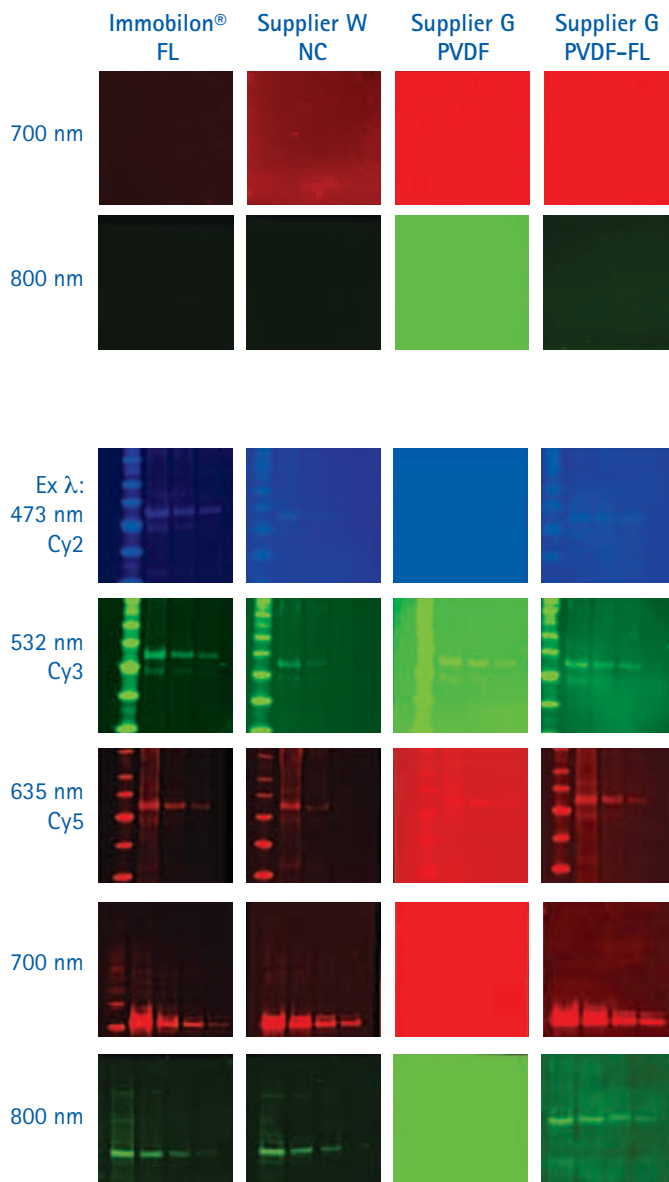 Immobilon®
FL
Supplier W
NC
Supplier G
PVDF
Supplier G
PVDF-FL
700 nm
800 nm
Ex λ:
473 nm
Cy2
532 nm
Cy3
635 nm
Cy5
700 nm
800 nm